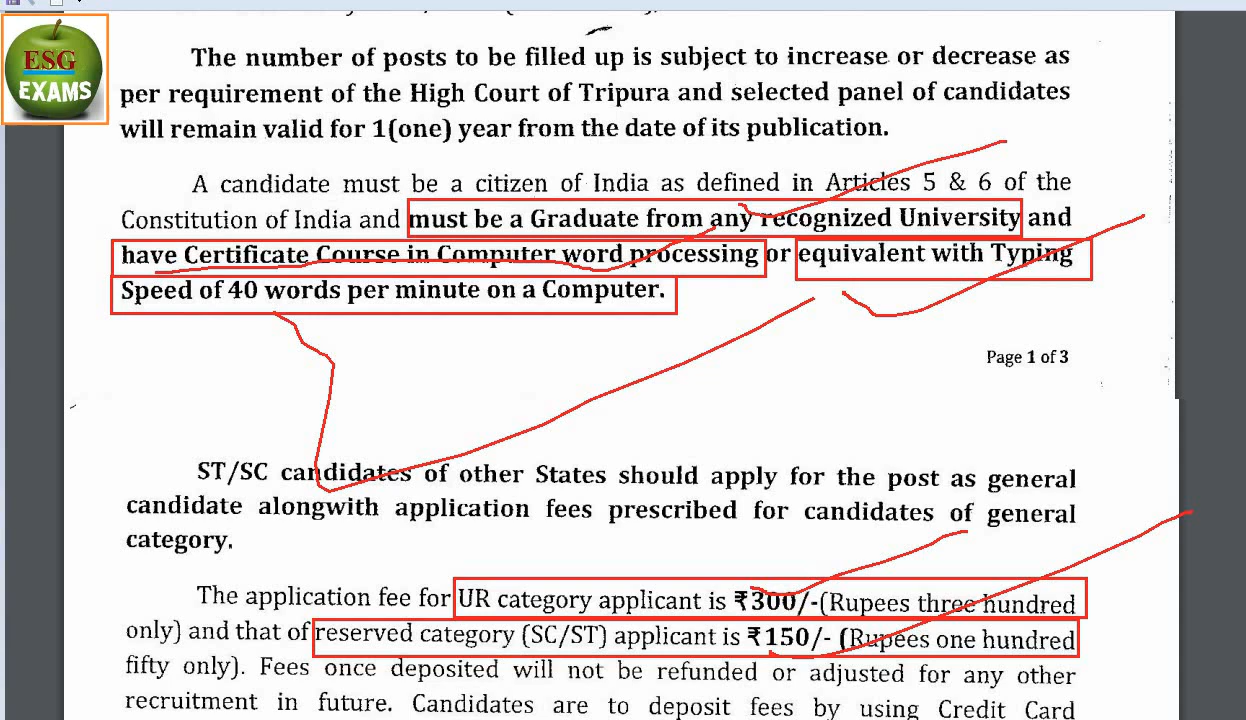 ESG
EXAMS
The number of posts to be filled up is subject to increase or decrease as
per requirement of the High Court of Tripura and selected panel of candidates
will remain valid for 1(one) year from the date of its publication.
A candidate must be a citizen of India as defined in Articles 5 & 6 of the
Constitution of India and must be a Graduate from any recognized University and
have Certificate Course in Computer word processing or equivalent with Typing
Speed of 40 words per minute on a Computer.
Page 1 of 3
ST/SC candidates of other States should apply for the post as general
candidate alongwith application fees prescribed for candidates of general
category.
The application fee for UR category applicant is ₹300/-(Rupees three hundred
only) and that of reserved category (SC/ST) applicant is ₹150/- (Rupees one hundred
fifty only). Fees once deposited will not be refunded or adjusted for any other
recruitment in future. Candidates are to deposit fees by using Credit Card